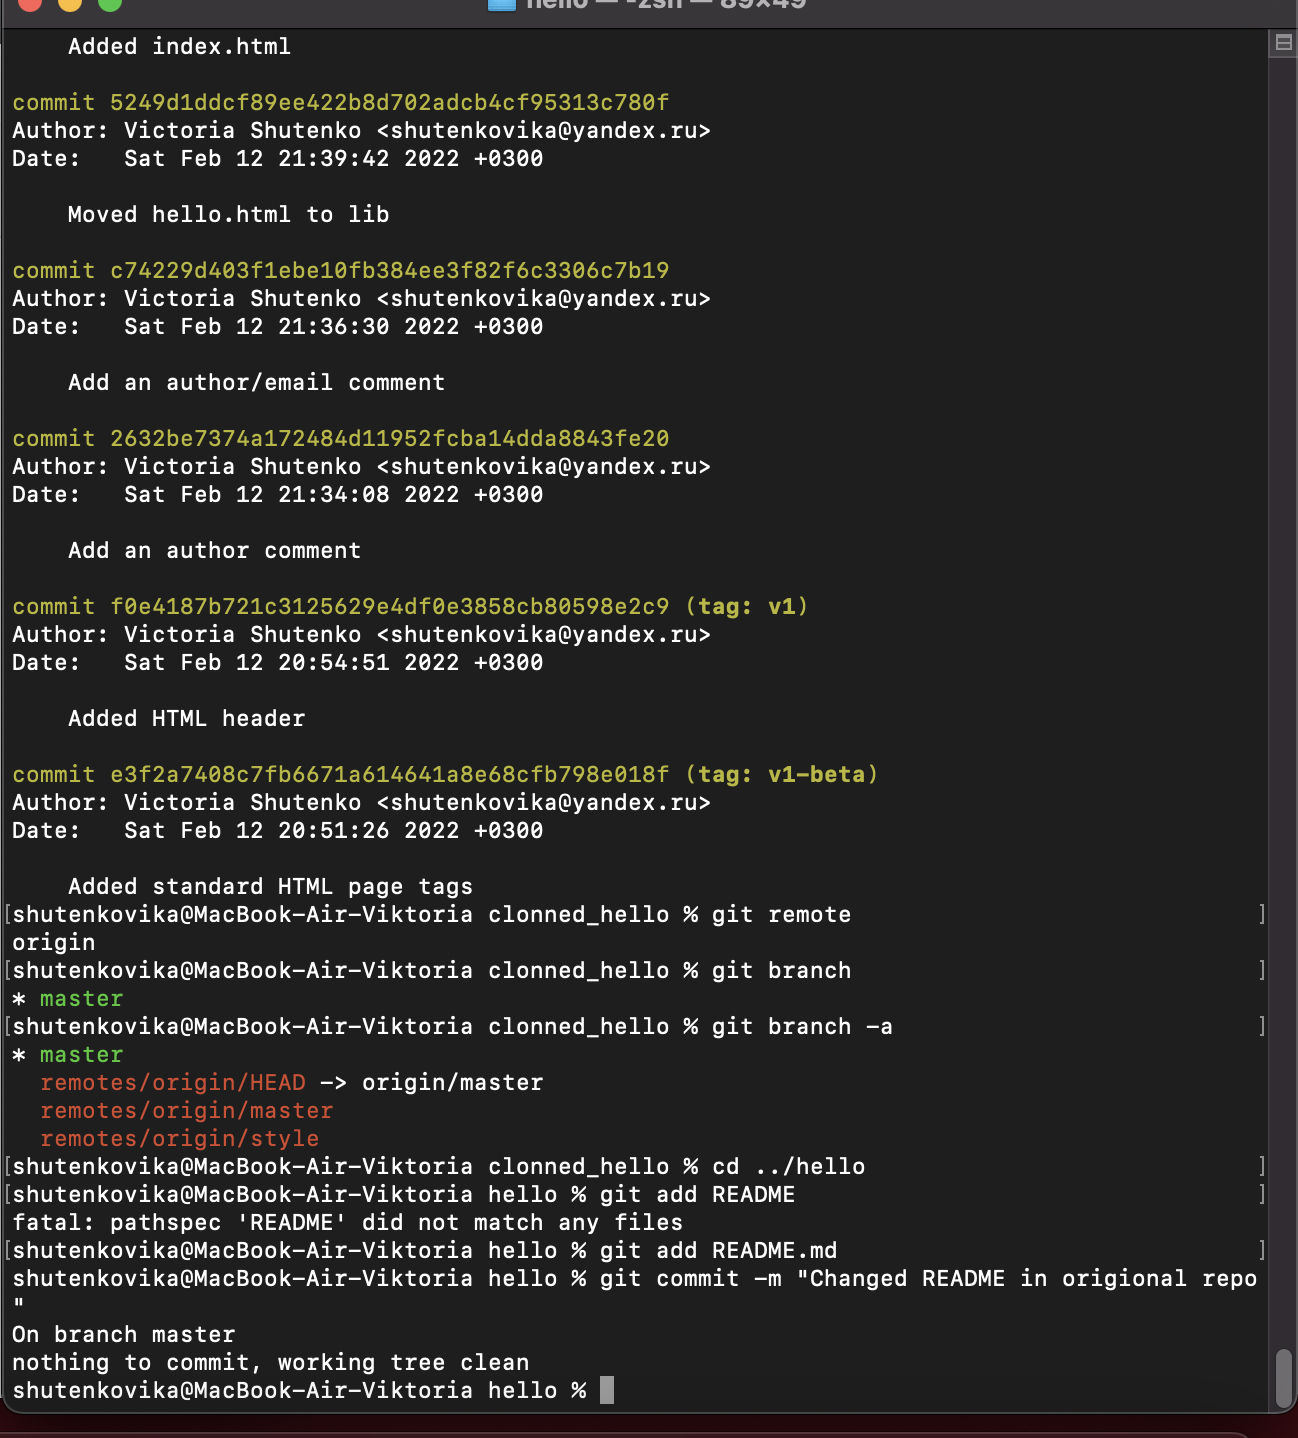 hello — -zsh — 89×49
Added index.html
commit 5249d1ddcf89ee422b8d702adcb4cf95313c780f
Author: Victoria Shutenko <shutenkovika@yandex.ru>
Date:   Sat Feb 12 21:39:42 2022 +0300
Moved hello.html to lib
commit c74229d403f1ebe10fb384ee3f82f6c3306c7b19
Author: Victoria Shutenko <shutenkovika@yandex.ru>
Date:   Sat Feb 12 21:36:30 2022 +0300
Add an author/email comment
commit 2632be7374a172484d11952fcba14dda8843fe20
Author: Victoria Shutenko <shutenkovika@yandex.ru>
Date:   Sat Feb 12 21:34:08 2022 +0300
Add an author comment
commit f0e4187b721c3125629e4df0e3858cb80598e2c9 (tag: v1)
Author: Victoria Shutenko <shutenkovika@yandex.ru>
Date:   Sat Feb 12 20:54:51 2022 +0300
Added HTML header
commit e3f2a7408c7fb6671a614641a8e68cfb798e018f (tag: v1-beta)
Author: Victoria Shutenko <shutenkovika@yandex.ru>
Date:   Sat Feb 12 20:51:26 2022 +0300
Added standard HTML page tags
[shutenkovika@MacBook-Air-Viktoria clonned_hello % git remote ]
origin
[shutenkovika@MacBook-Air-Viktoria clonned_hello % git branch ]
* master
[shutenkovika@MacBook-Air-Viktoria clonned_hello % git branch -a ]
* master
remotes/origin/HEAD -> origin/master
remotes/origin/master
remotes/origin/style
[shutenkovika@MacBook-Air-Viktoria clonned_hello % cd ../hello ]
[shutenkovika@MacBook-Air-Viktoria hello % git add README ]
fatal: pathspec 'README' did not match any files
[shutenkovika@MacBook-Air-Viktoria hello % git add README.md ]
shutenkovika@MacBook-Air-Viktoria hello % git commit -m "Changed README in origional repo
"
On branch master
nothing to commit, working tree clean
shutenkovika@MacBook-Air-Viktoria hello %